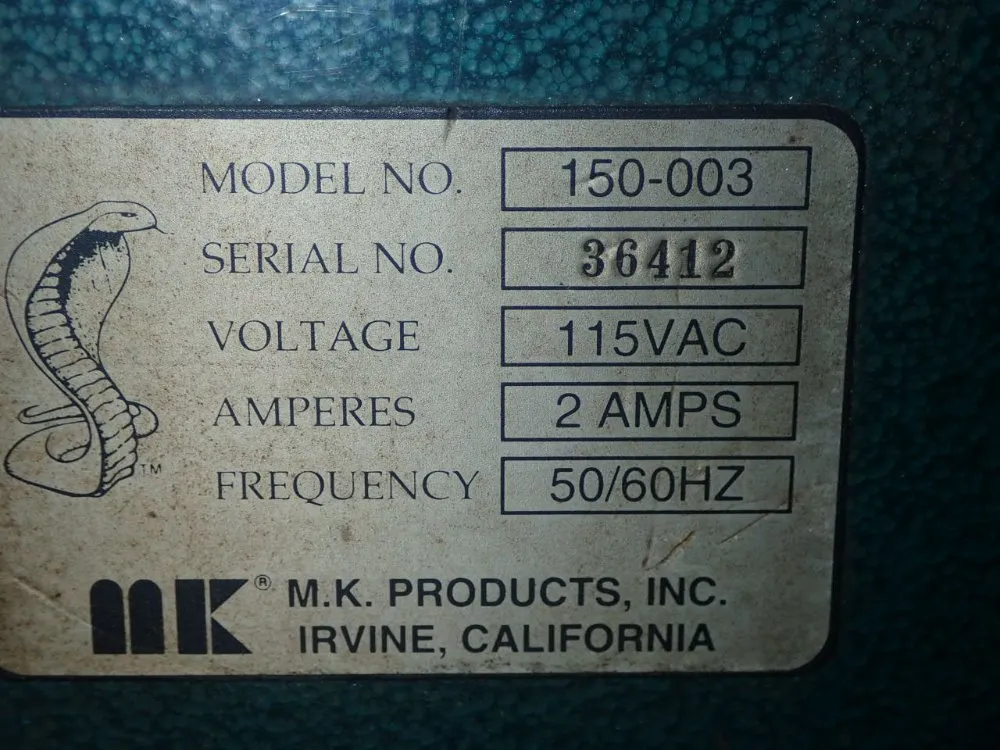 MODEL NO. 150-003
SERIAL NO. 36412
VOLTAGE 115VAC
AMPERES 2 AMPS
FREQUENCY 50/60HZ
TM
MK® M.K. PRODUCTS, INC.
IRVINE, CALIFORNIA